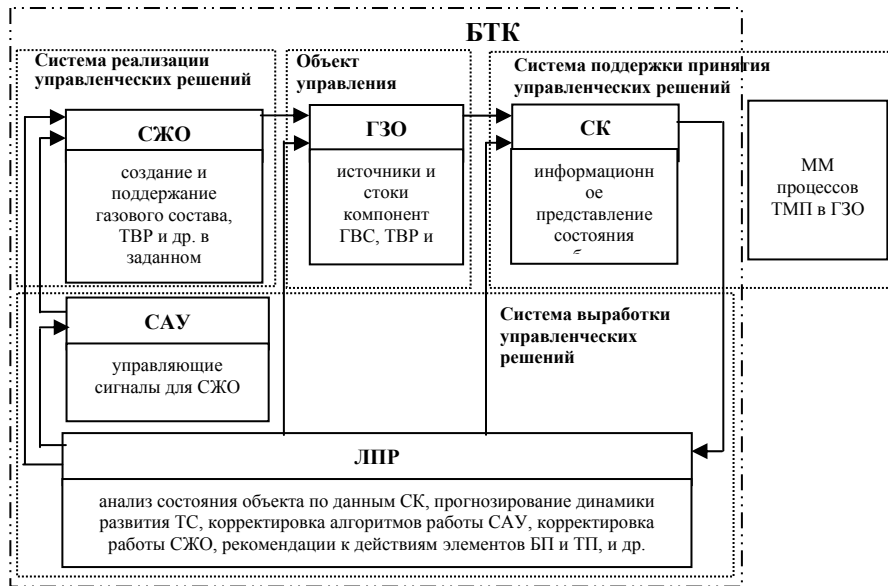 БТК
Система реализации
управленческих решений
Объект
управления
Система поддержки принятия
управленческих решений
СЖО
создание и
поддержание
газового состава,
ТВР и др. в
заданном
ГЗО
источники и
стоки
компонент
ГВС, ТВР и
СК
информационн
ое
представление
состояния
ММ
процессов
ТМП в ГЗО
САУ
управляющие
сигналы для СЖО
Система выработки
управленческих
решений
ЛПР
анализ состояния объекта по данным СК, прогнозирование динамики
развития ТС, корректировка алгоритмов работы САУ, корректировка
работы СЖО, рекомендации к действиям элементов БП и ТП, и др.